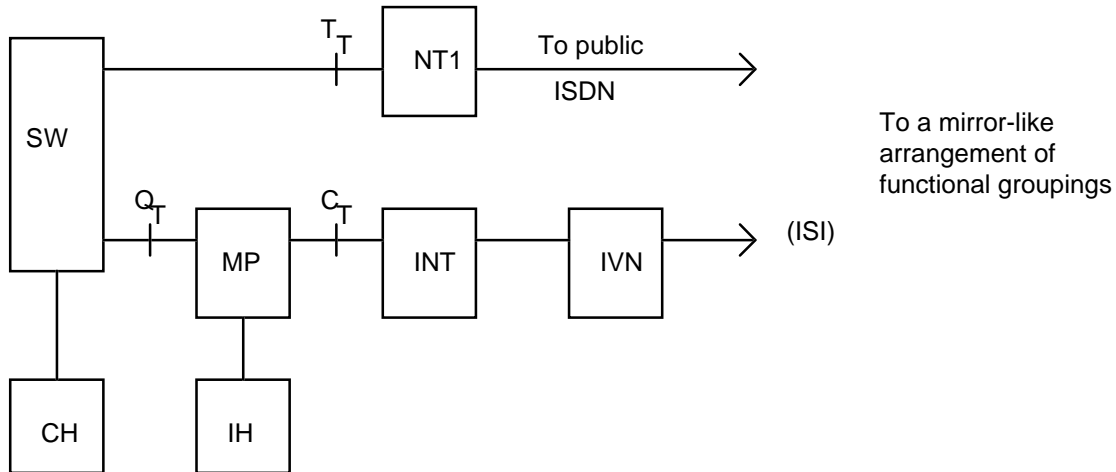 T
T
NT1
To public
ISDN
To a mirror-like
arrangement of
functional groupings
SW
Q
T
C
T
MP
INT
IVN
(ISI)
CH
IH